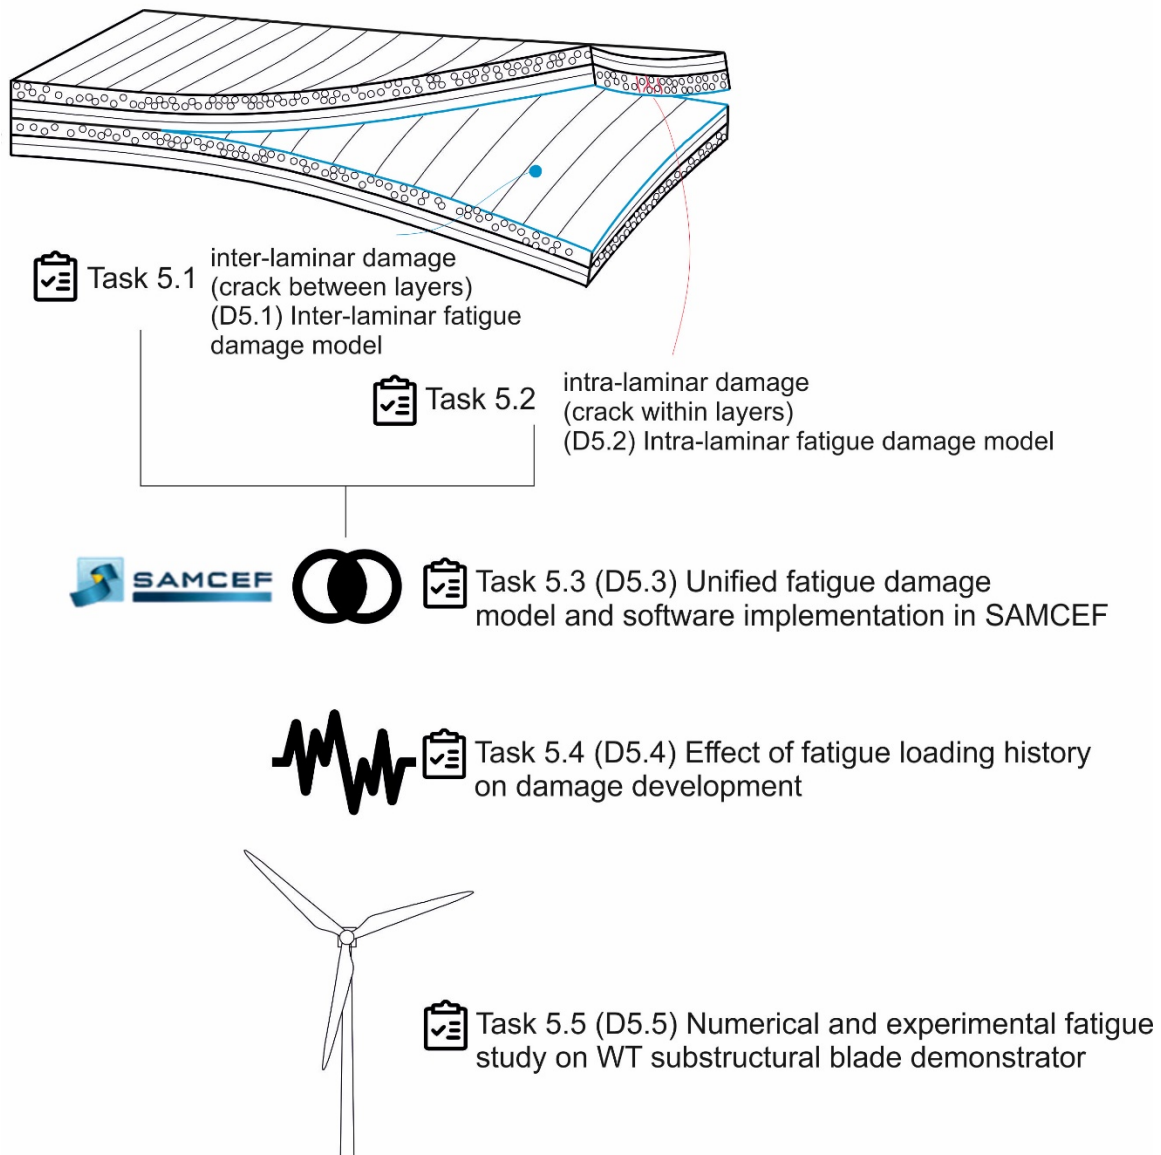 Task 5.1
inter-laminar damage
(crack between layers)
(D5.1) Inter-laminar fatigue
damage model
Task 5.2
intra-laminar damage
(crack within layers)
(D5.2) Intra-laminar fatigue damage model
SAMCEF
Task 5.3 (D5.3) Unified fatigue damage
model and software implementation in SAMCEF
Task 5.4 (D5.4) Effect of fatigue loading history
on damage development
Task 5.5 (D5.5) Numerical and experimental fatigue
study on WT substructural blade demonstrator